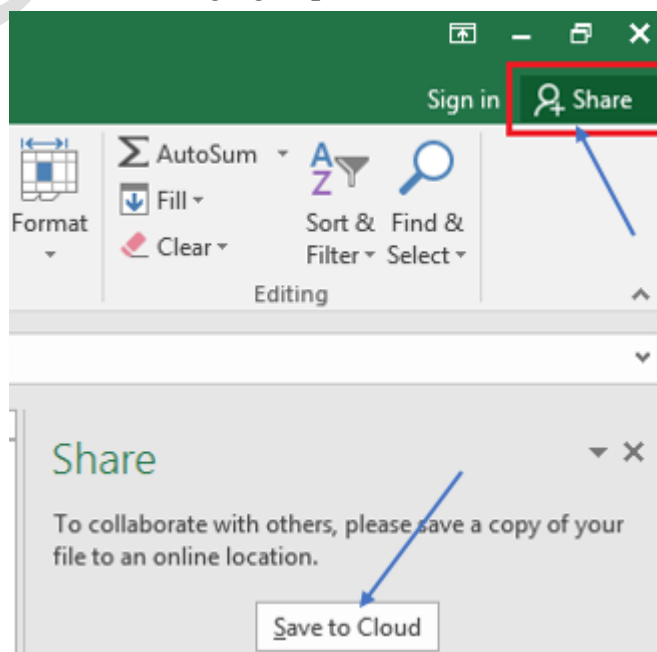 Sign in Share
AutoSum
Fill
Clear
Format
Sort &
Filter
Find &
Select
Editing
Share
To collaborate with others, please save a copy of your
file to an online location.
Save to Cloud